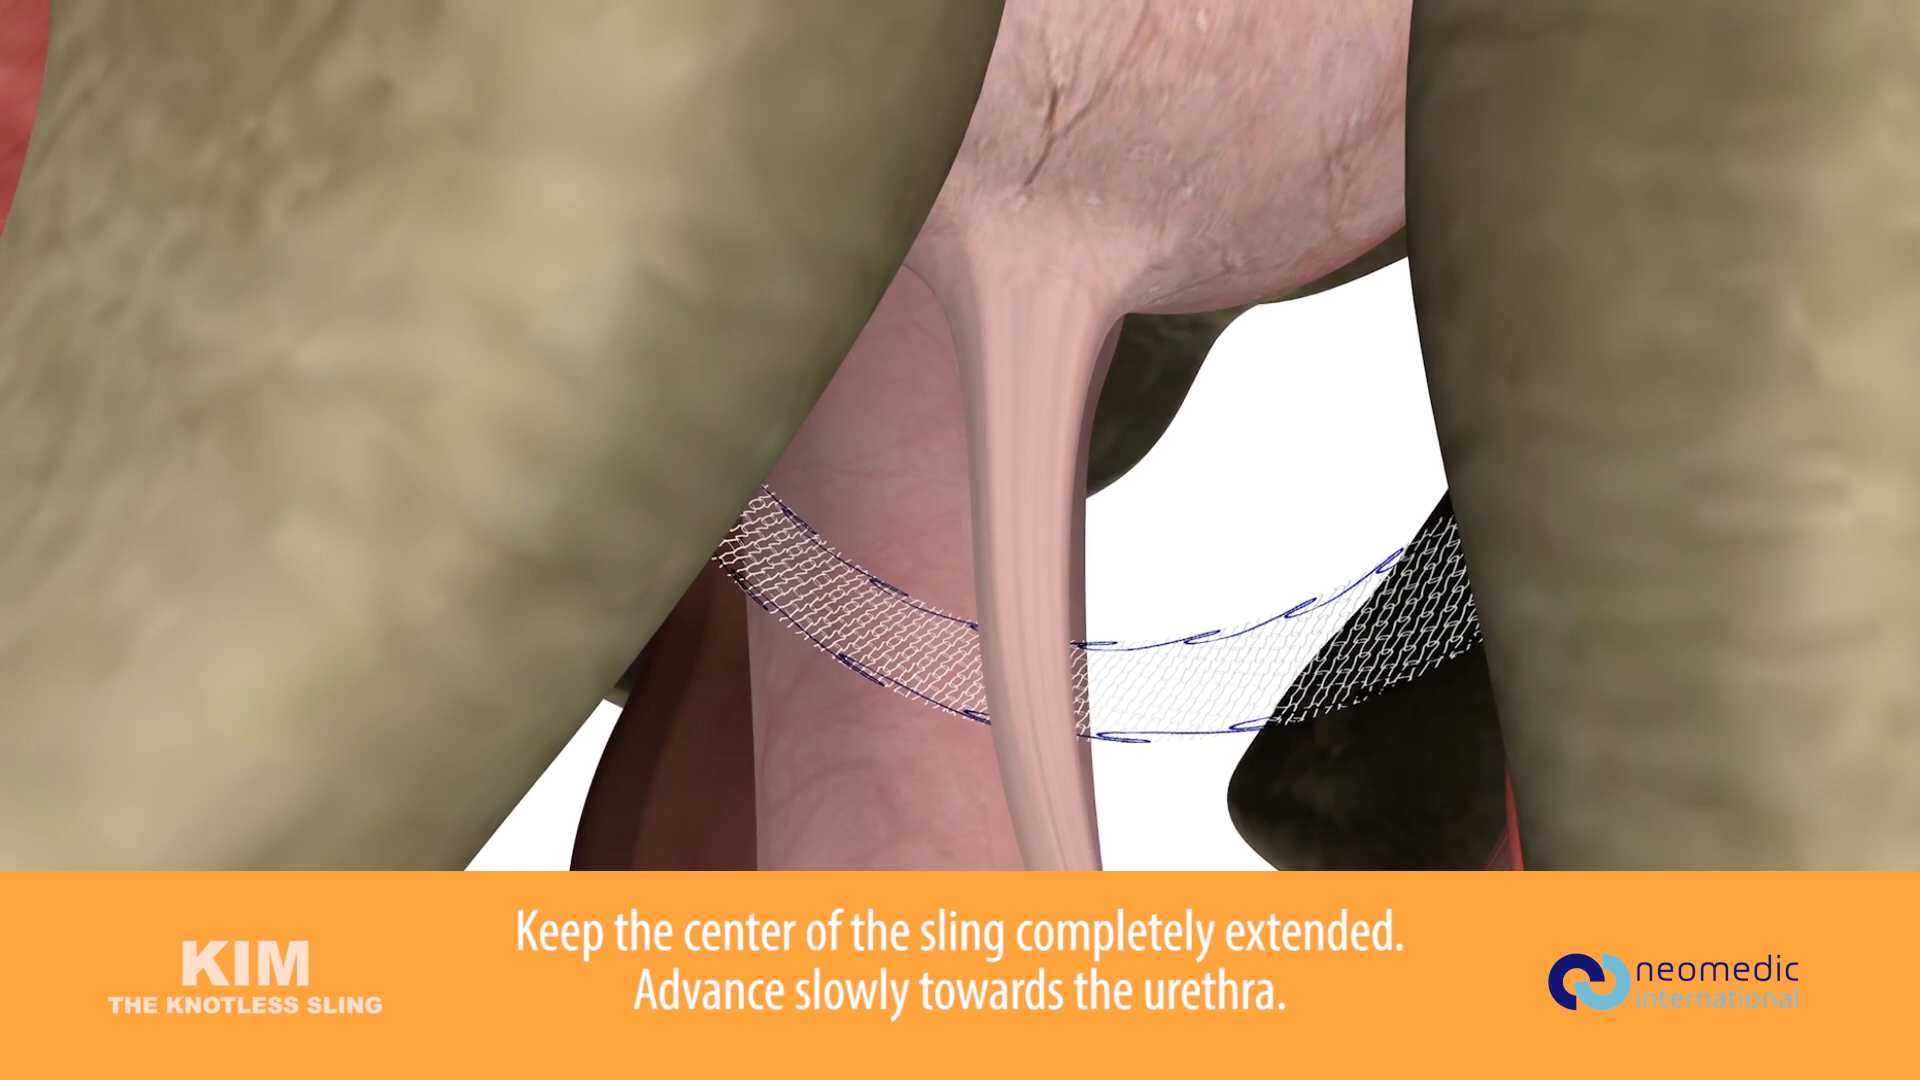 Keep the center of the sling completely extended.
Advance slowly towards the urethra.
KIM
THE KNOTLESS SLING
neomedic
international